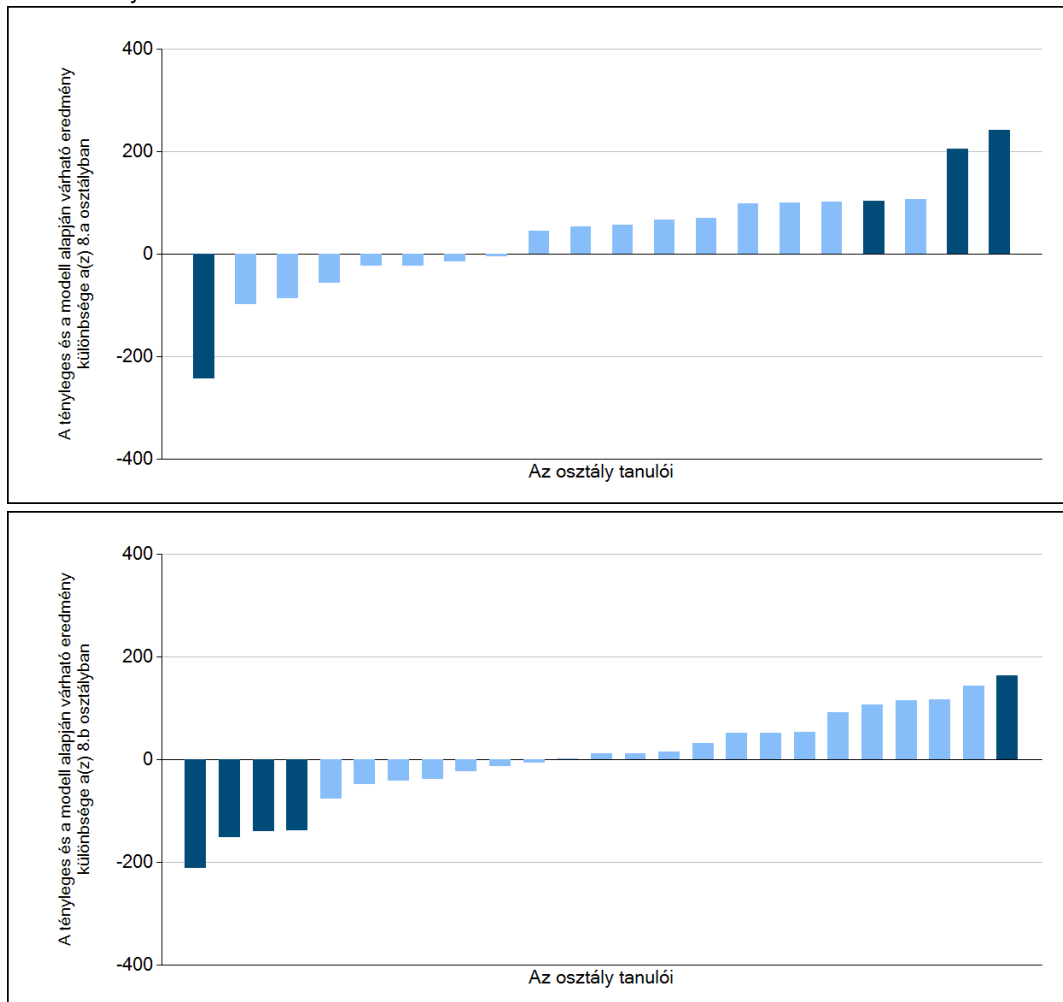 400
200
0
-200
-400
A tényleges és a modell alapján várható eredmény
különbsége a(z) 8.a osztályban
Az osztály tanulói
400
200
0
-200
-400
A tényleges és a modell alapján várható eredmény
különbsége a(z) 8.b osztályban
Az osztály tanulói